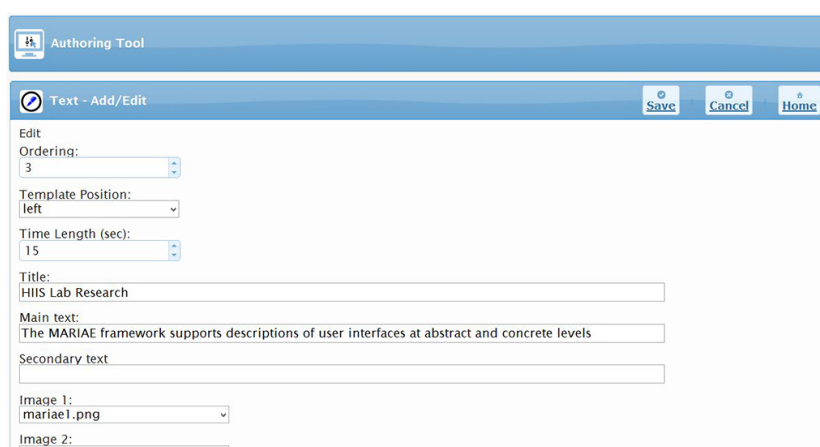 Authoring Tool
Text - Add/Edit
Save Cancel Home
Edit
Ordering:
3
Template Position:
left
Time Length (sec):
15
Title:
HIIS Lab Research
Main text:
The MARIAE framework supports descriptions of user interfaces at abstract and concrete levels
Secondary text
Image 1:
mariae1.png
Image 2: